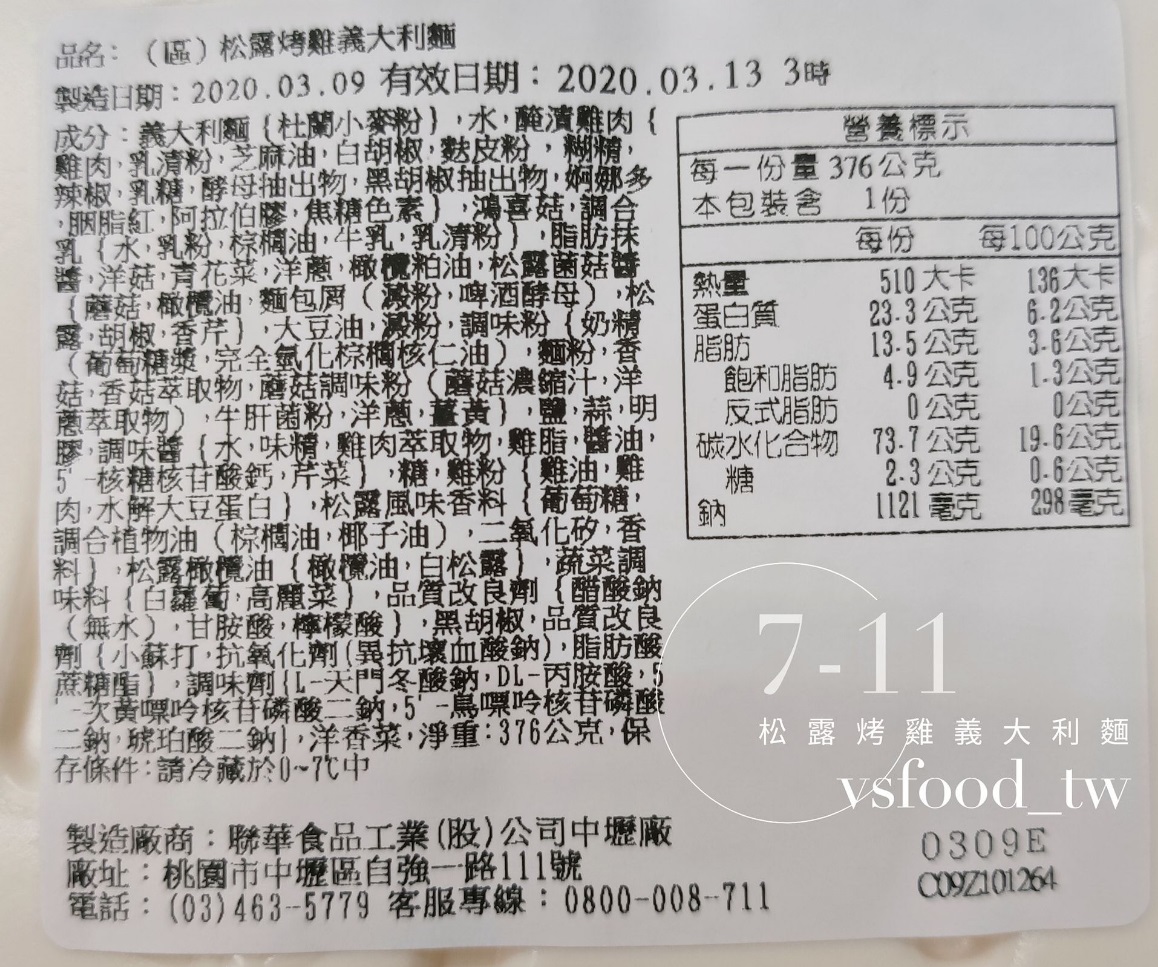 品名：（區）松露烤雞義大利麵
製造日期：2020.03.09 有效日期：2020.03.13 3時
成分：義大利麵{杜蘭小麥粉},水,醃漬雞肉{
雞肉,乳清粉,芝麻油,白胡椒,麩皮粉,糊精,
辣椒,乳糖,酵母抽出物,黑胡椒抽出物,婀娜多
,胭脂紅,阿拉伯膠,焦糖色素},鴻喜菇,調合
乳{水,乳粉,棕櫚油,牛乳,乳清粉},脂肪抹
醬,洋菇,青花菜,洋蔥,橄欖粕油,松露菌菇醬
{蘑菇,橄欖油,麵包屑(澱粉,啤酒酵母),松
露,胡椒,香芹},大豆油,澱粉,調味粉{奶精
(葡萄糖漿,完全氫化棕櫚核仁油),麵粉,香
菇,香菇萃取物,蘑菇調味粉(蘑菇濃縮汁,洋
蔥萃取物),牛肝菌粉,洋蔥,薑黃},鹽,蒜,明
膠,調味醬{水,味精,雞肉萃取物,雞脂,醬油,
5'-核糖核苷酸鈣,芹菜},糖,雞粉{雞油,雞
肉,水解大豆蛋白},松露風味香料{葡萄糖,
調合植物油(棕櫚油,椰子油),二氧化矽,香
料},松露橄欖油{橄欖油,白松露},蔬菜調
味料{白蘿蔔,高麗菜},品質改良劑{醋酸鈉
(無水),甘胺酸,檸檬酸},黑胡椒,品質改良
劑{小蘇打,抗氧化劑(異抗壞血酸鈉),脂肪酸
蔗糖酯},調味劑{L-天門冬酸鈉,DL-丙胺酸,5
'-次黃嘌呤核苷磷酸二鈉,5'-鳥嘌呤核苷磷酸
二鈉,琥珀酸二鈉},洋香菜,淨重:376公克,保
存條件:請冷藏於0~7℃中
營養標示
每一份量 376公克
本包裝含 1份
每份 每100公克
熱量 510 大卡 136大卡
蛋白質 23.3 公克 6.2公克
脂肪 13.5 公克 3.6公克
飽和脂肪 4.9 公克 1.3公克
反式脂肪 0 公克 0公克
碳水化合物 73.7 公克 19.6公克
糖 2.3 公克 0.6公克
鈉 1121 毫克 298毫克
7-11
松露烤雞義大利麵
vsfood_tw
製造廠商：聯華食品工業(股)公司中壢廠
廠址：桃園市中壢區自強一路111號
電話：(03)463-5779 客服專線：0800-008-711
0309E
C09Z101264